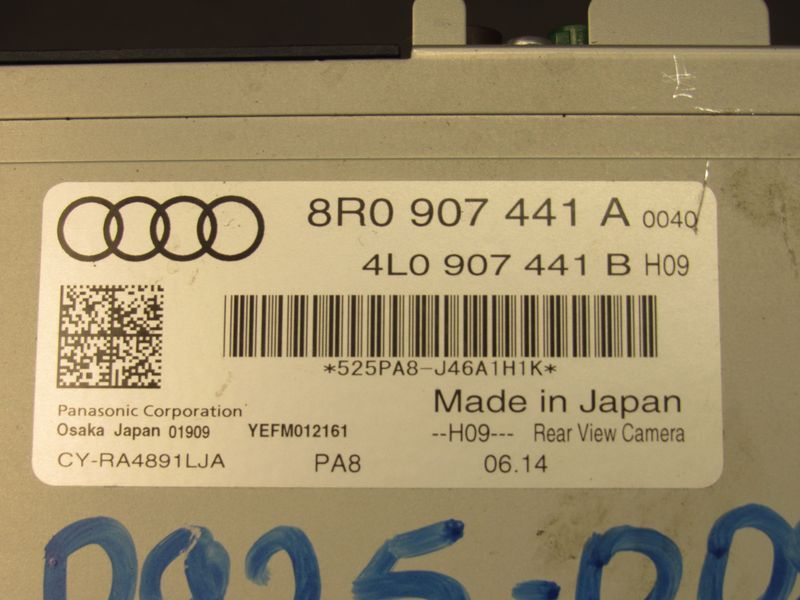 8R0 907 441 A 0040
4L0 907 441 B H09
*525PA8-J46A1H1K*
Panasonic Corporation
Made in Japan
Osaka Japan 01909 YEFM012161 --H09--- Rear View Camera
CY-RA4891LJA PA8 06.14